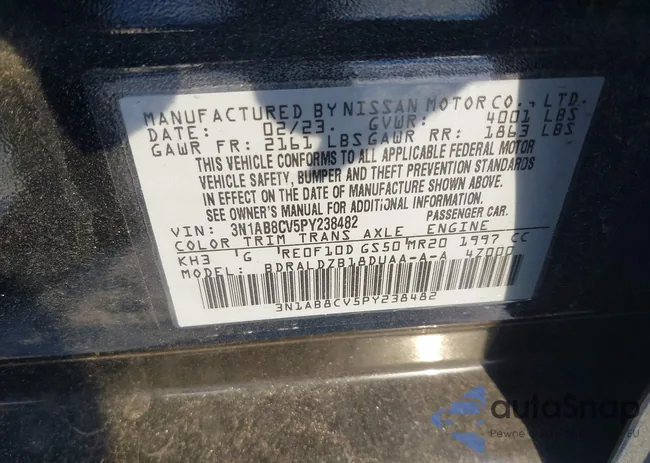 MANUFACTURED BY NISSAN MOTOR CO., LTD.
DATE: 02/23. GVWR: 4001 LBS
GAWR FR: 2161 LBS GAWR RR: 1863 LBS
THIS VEHICLE CONFORMS TO ALL APPLICABLE FEDERAL MOTOR
VEHICLE SAFETY, BUMPER AND THEFT PREVENTION STANDARDS
IN EFFECT ON THE DATE OF MANUFACTURE SHOWN ABOVE.
SEE OWNER'S MANUAL FOR ADDITIONAL INFORMATION.
VIN: 3N1AB8CV5PY238482 PASSENGER CAR.
COLOR TRIM TRANS AXLE ENGINE
KH3 G RE0F10D GS50 MR20 1997 CC
MODEL: BDRALDZB18DUAA-A-A 4Z000
3N1AB8CV5PY238482
autoSnap